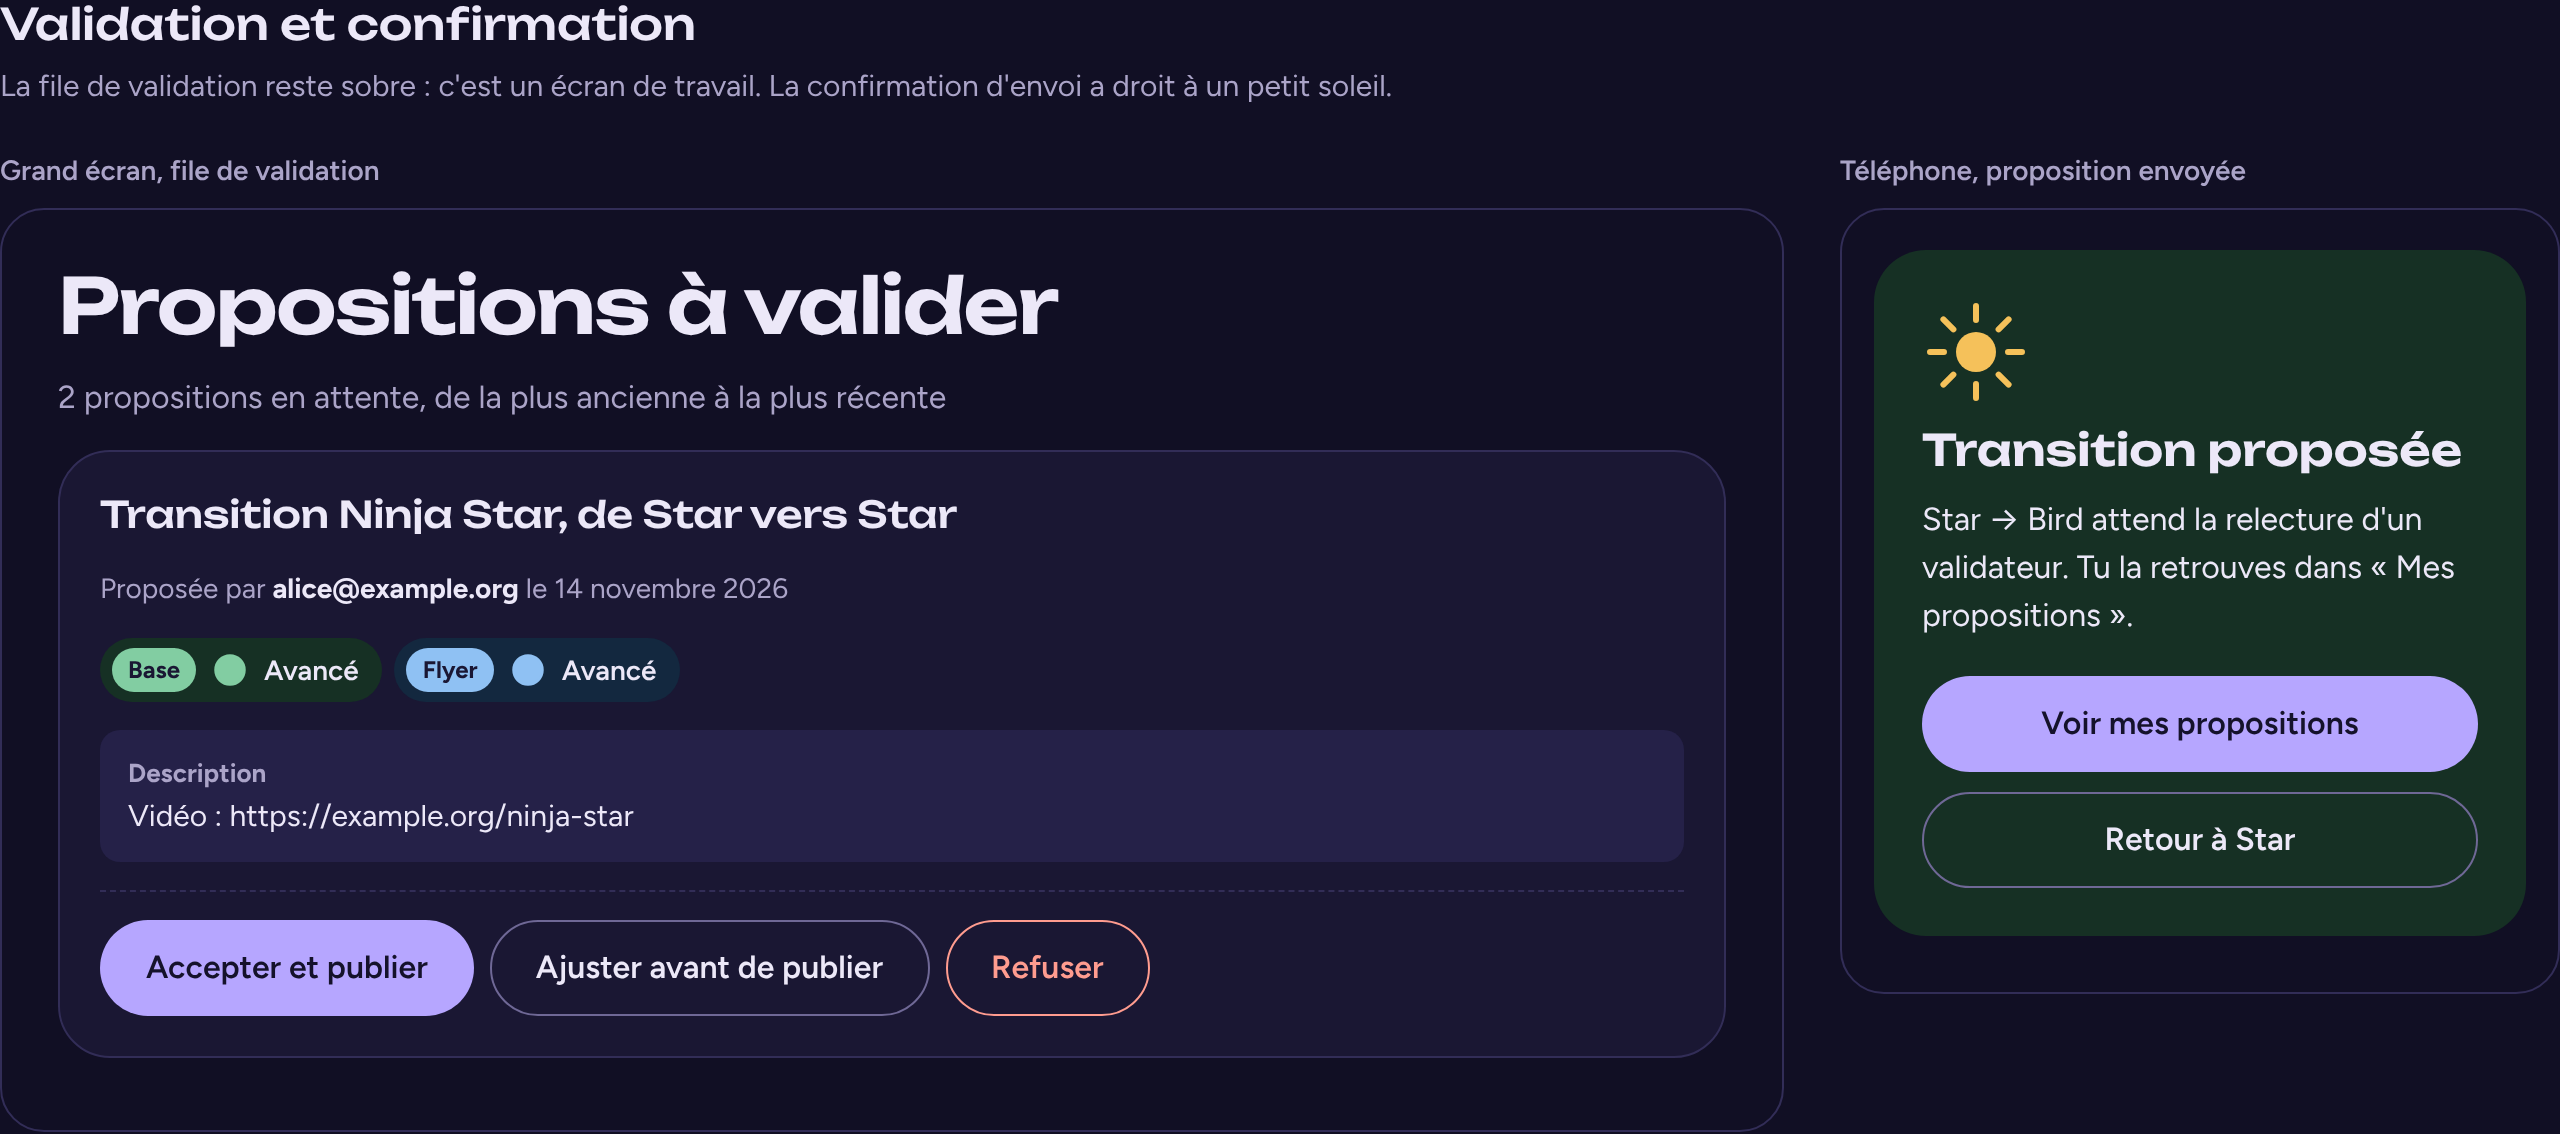 Validation et confirmation
La file de validation reste sobre : c'est un écran de travail. La confirmation d'envoi a droit à un petit soleil.
Grand écran, file de validation
Propositions à valider
2 propositions en attente, de la plus ancienne à la plus récente
Transition Ninja Star, de Star vers Star
Proposée par alice@example.org le 14 novembre 2026
Base Avancé Flyer Avancé
Description
Vidéo : https://example.org/ninja-star
Accepter et publier Ajuster avant de publier Refuser
Téléphone, proposition envoyée
Transition proposée
Star → Bird attend la relecture d'un
validateur. Tu la retrouves dans « Mes
propositions ».
Voir mes propositions
Retour à Star